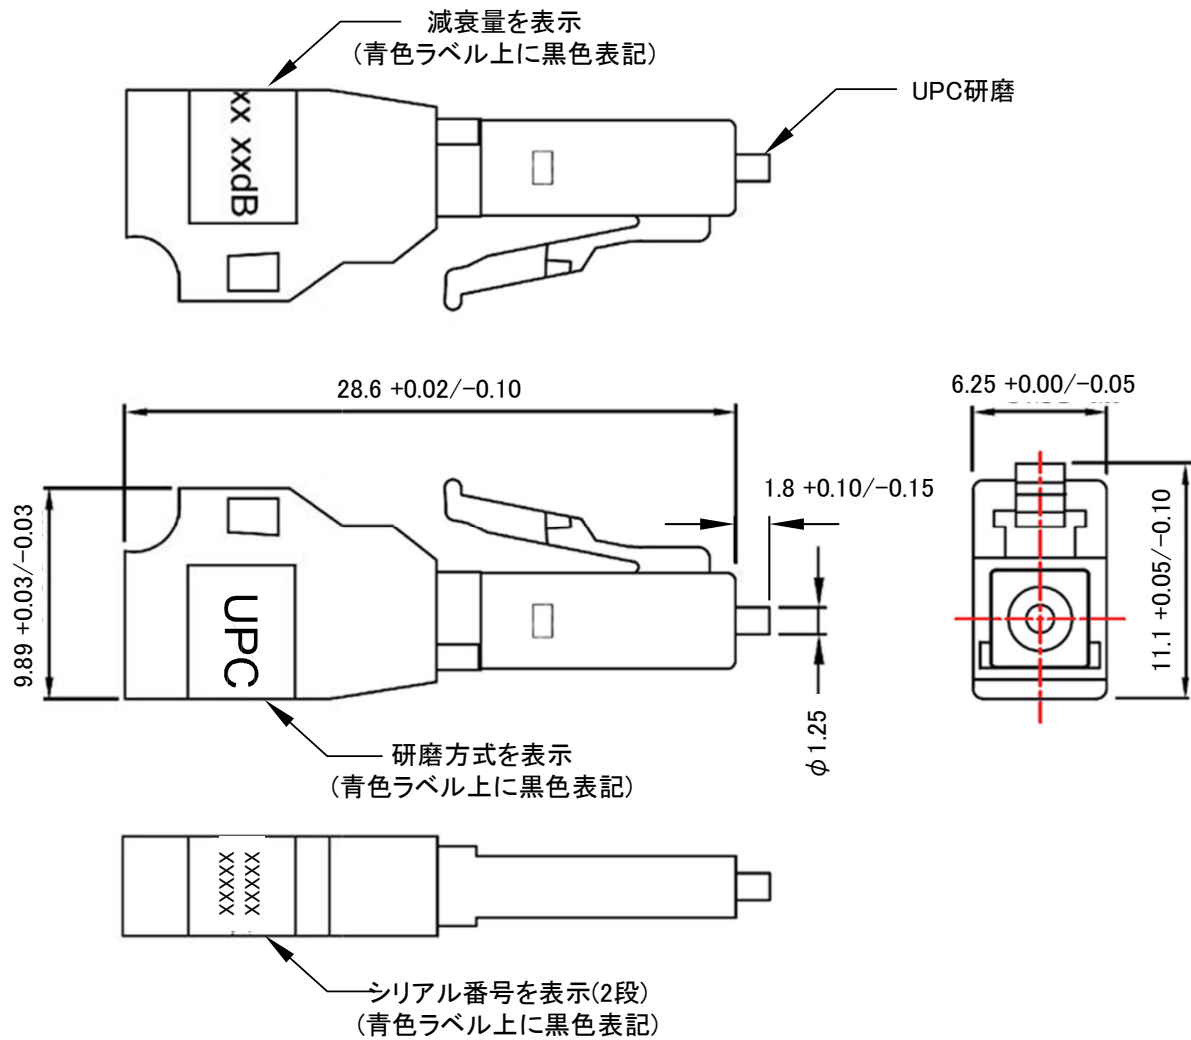 減衰量を表示
(青色ラベル上に黒色表記)
UPC研磨
xx xxdB
28.6 +0.02/-0.10
6.25 +0.00/-0.05
1.8 +0.10/-0.15
9.89 +0.03/-0.03
11.1 +0.05/-0.10
UPC
φ1.25
研磨方式を表示
(青色ラベル上に黒色表記)
XXXXX
XXXXX
シリアル番号を表示(2段)
(青色ラベル上に黒色表記)